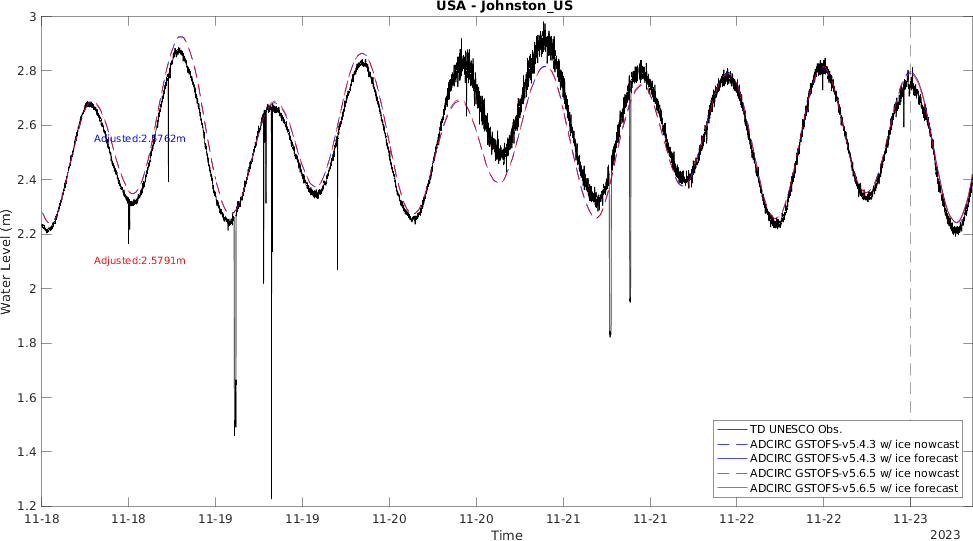 USA - Johnston_US
2.8
2.6
Adjusted:2.5762m
2.4
2.2
Adjusted:2.5791m
2
1.8
1.6
1.4
1.2
Water Level (m)
TD UNESCO Obs.
ADCIRC GSTOFS-v5.4.3 w/ ice nowcast
ADCIRC GSTOFS-v5.4.3 w/ ice forecast
ADCIRC GSTOFS-v5.6.5 w/ ice nowcast
ADCIRC GSTOFS-v5.6.5 w/ ice forecast
11-18 11-18 11-19 11-19 11-20 11-20 11-21 11-21 11-22 11-22 11-23
Time
2023
3